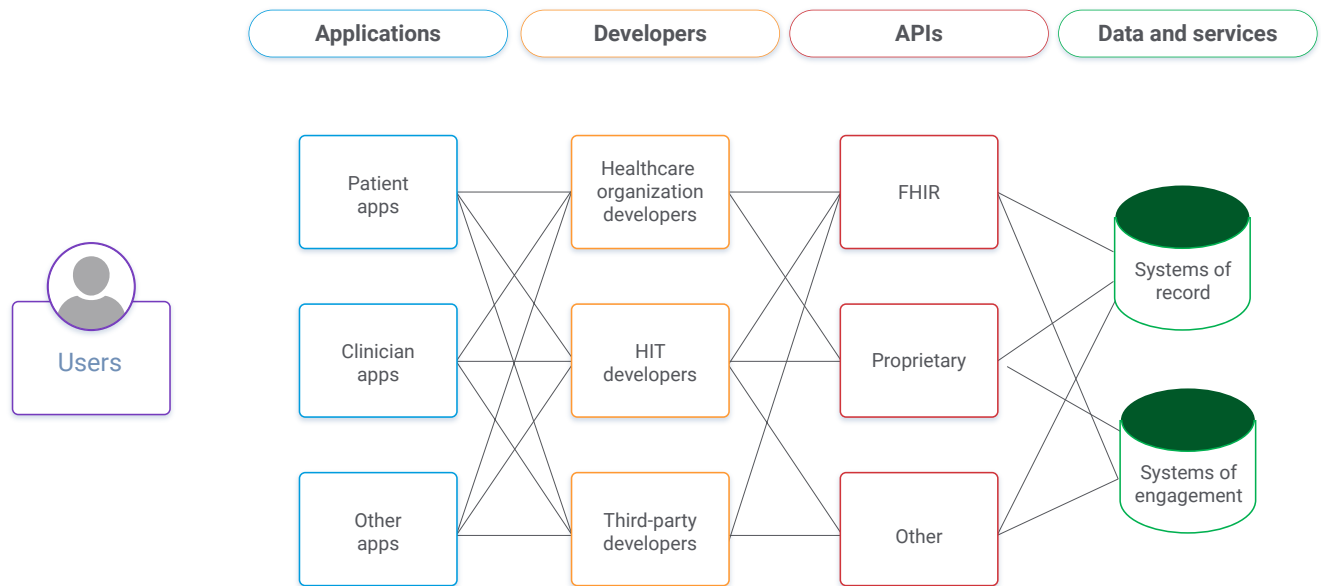 Applications
Developers
APIs
Data and services
Patient
apps
Healthcare
organization
developers
FHIR
Systems of
record
Users
Clinician
apps
HIT
developers
Proprietary
Systems of
engagement
Other
apps
Third-party
developers
Other